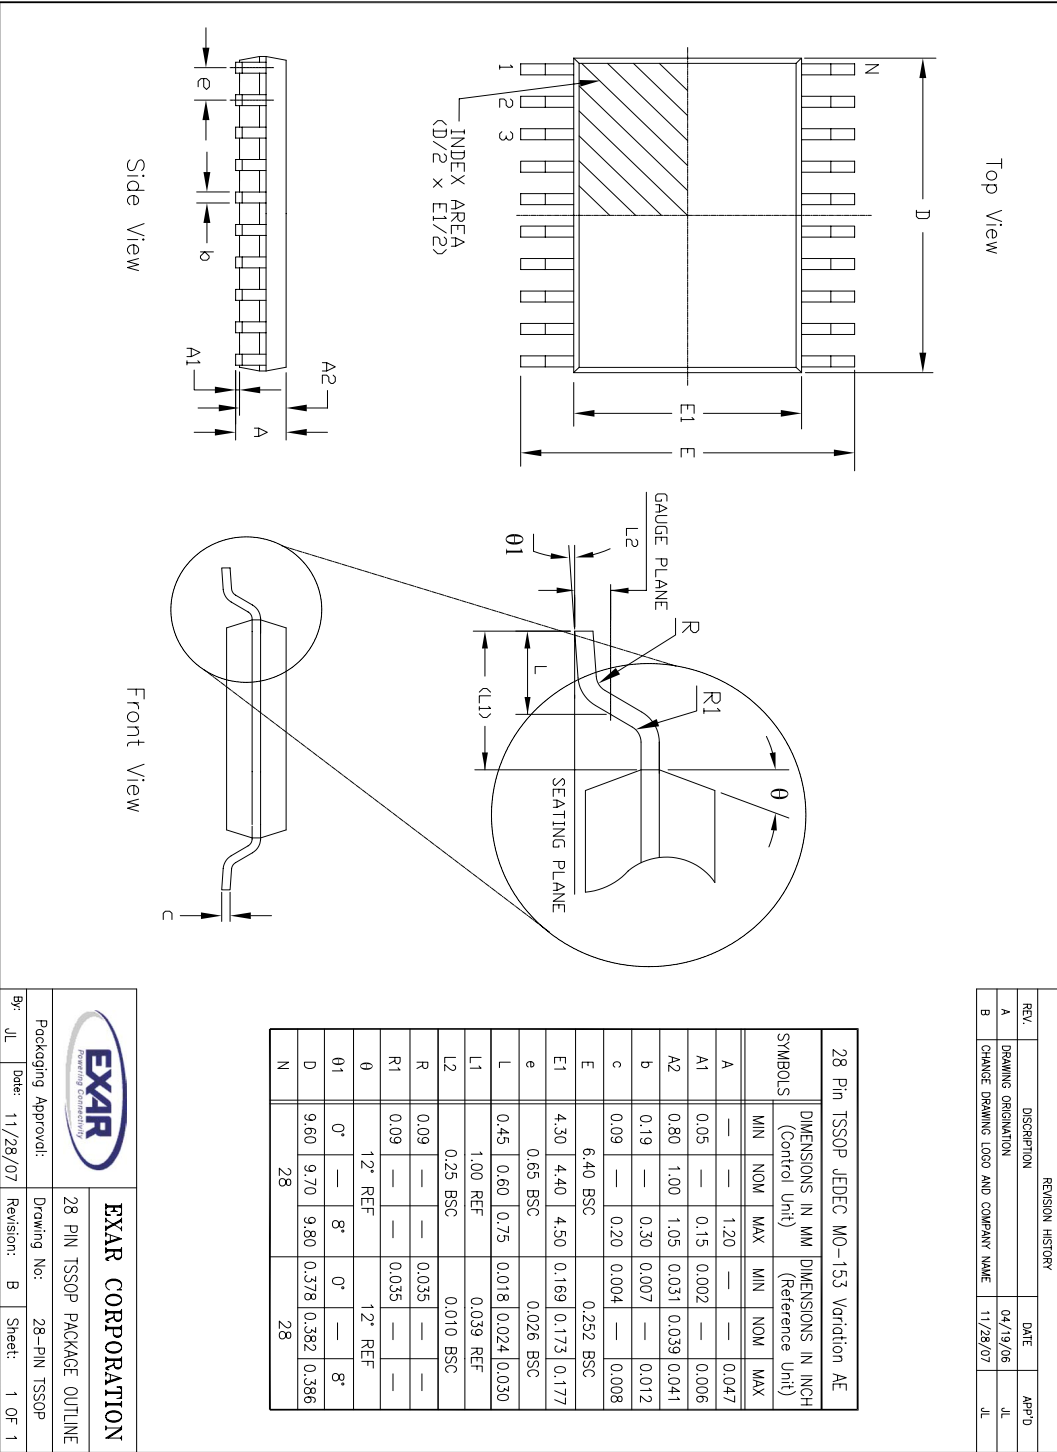 REVISION HISTORY
REV. DISCRIPTION DATE APP'D
A DRAWING ORIGINATION 04/19/06 JL
B CHANGE DRAWING LOGO AND COMPANY NAME 11/28/07 JL
Top View
D
N
1
2
3
INDEX AREA
(D/2 x E1/2)
E1
E
e
b
A1
A2
A
Side View
GAUGE PLANE
L2
θ1
R
R1
L
(L1)
θ
SEATING PLANE
Front View
c
28 Pin TSSOP JEDEC MO-153 Variation AE
SYMBOLS DIMENSIONS IN MM (Control Unit) DIMENSIONS IN INCH (Reference Unit)
MIN NOM MAX MIN NOM MAX
A — — 1.20 — — 0.047
A1 0.05 — 0.15 0.002 — 0.006
A2 0.80 1.00 1.05 0.031 0.039 0.041
b 0.19 — 0.30 0.007 — 0.012
c 0.09 — 0.20 0.004 — 0.008
E 6.40 BSC 0.252 BSC
E1 4.30 4.40 4.50 0.169 0.173 0.177
e 0.65 BSC 0.026 BSC
L 0.45 0.60 0.75 0.018 0.024 0.030
L1 1.00 REF 0.039 REF
L2 0.25 BSC 0.010 BSC
R 0.09 — — 0.035 — —
R1 0.09 — — 0.035 — —
θ 12° REF 12° REF
θ1 0° — 8° 0° — 8°
D 9.60 9.70 9.80 0.378 0.382 0.386
N 28 28
EXAR
Powering Connectivity
EXAR CORPORATION
28 PIN TSSOP PACKAGE OUTLINE
Packaging Approval: Drawing No: 28-PIN TSSOP
By: JL Date: 11/28/07 Revision: B Sheet: 1 OF 1